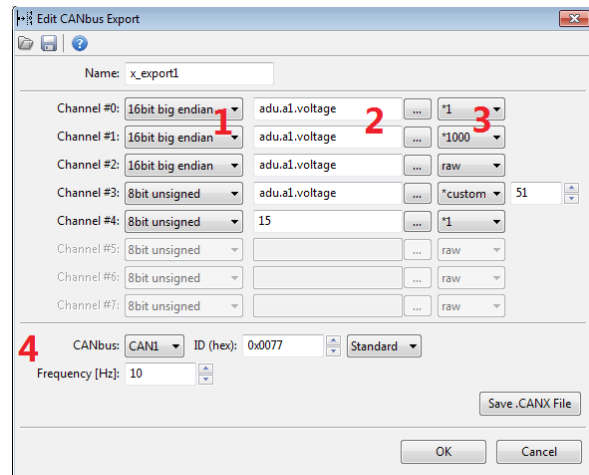 Edit CANbus Export
Name: x_export1
Channel #0: 16bit big endian 1 adu.a1.voltage 2 ... *1 3
Channel #1: 16bit big endian adu.a1.voltage ... *1000
Channel #2: 16bit big endian adu.a1.voltage ... raw
Channel #3: 8bit unsigned adu.a1.voltage ... *custom 51
Channel #4: 8bit unsigned 15 ... *1
Channel #5: 8bit unsigned ... raw
Channel #6: 8bit unsigned ... raw
Channel #7: 8bit unsigned ... raw
4 CANbus: CAN1 ID (hex): 0x0077 Standard
Frequency [Hz]: 10
Save .CANX File
OK Cancel